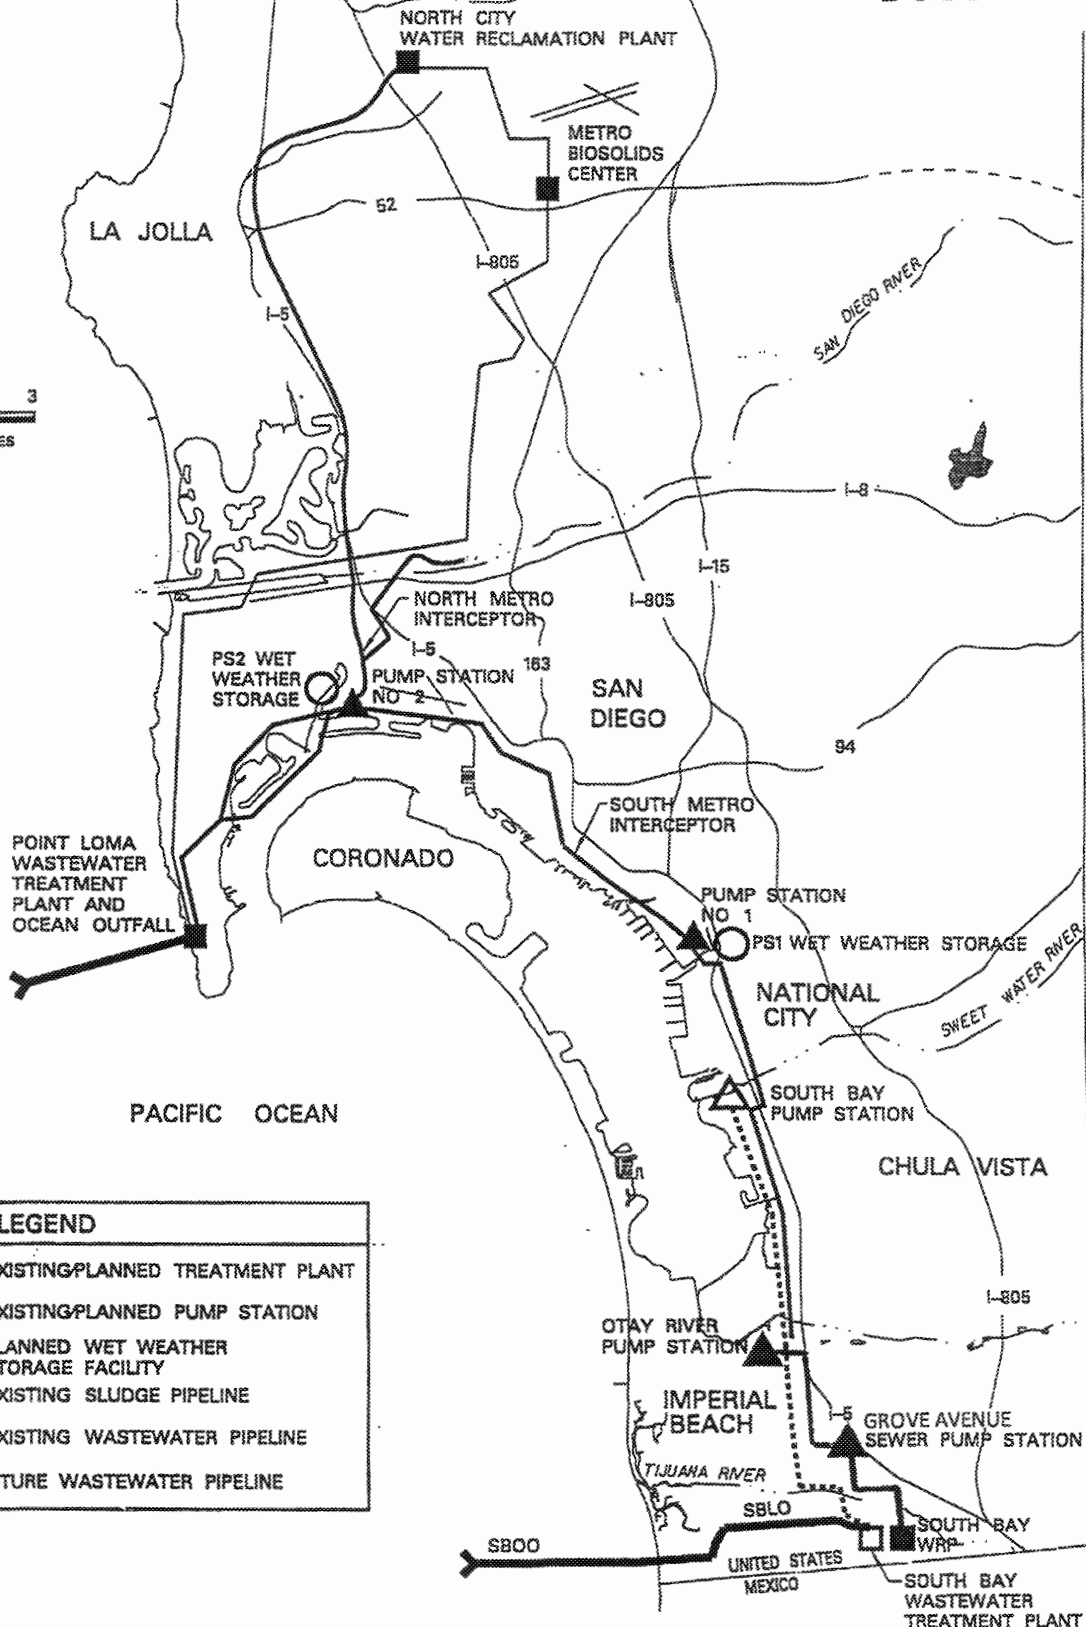 NORTH CITY
WATER RECLAMATION PLANT
METRO
BIOSOLIDS
CENTER
52
LA JOLLA
I-805
I-5
SAN DIEGO RIVER
3
ES
I-8
I-15
I-805
NORTH METRO
INTERCEPTOR
I-5
163
PS2 WET
WEATHER
STORAGE
PUMP STATION
NO 2
SAN
DIEGO
94
SOUTH METRO
INTERCEPTOR
POINT LOMA
WASTEWATER
TREATMENT
PLANT AND
OCEAN OUTFALL
CORONADO
PUMP STATION
NO 1
PS1 WET WEATHER STORAGE
NATIONAL
CITY
SWEET WATER RIVER
SOUTH BAY
PUMP STATION
PACIFIC OCEAN
CHULA VISTA
LEGEND
XISTING/PLANNED TREATMENT PLANT
XISTING/PLANNED PUMP STATION
LANNED WET WEATHER
TORAGE FACILITY
XISTING SLUDGE PIPELINE
XISTING WASTEWATER PIPELINE
TURE WASTEWATER PIPELINE
I-805
OTAY RIVER
PUMP STATION
IMPERIAL
BEACH
I-5
GROVE AVENUE
SEWER PUMP STATION
TIJUANA RIVER
SBLO
SBOO
SOUTH BAY
WRP
UNITED STATES
MEXICO
SOUTH BAY
WASTEWATER
TREATMENT PLANT